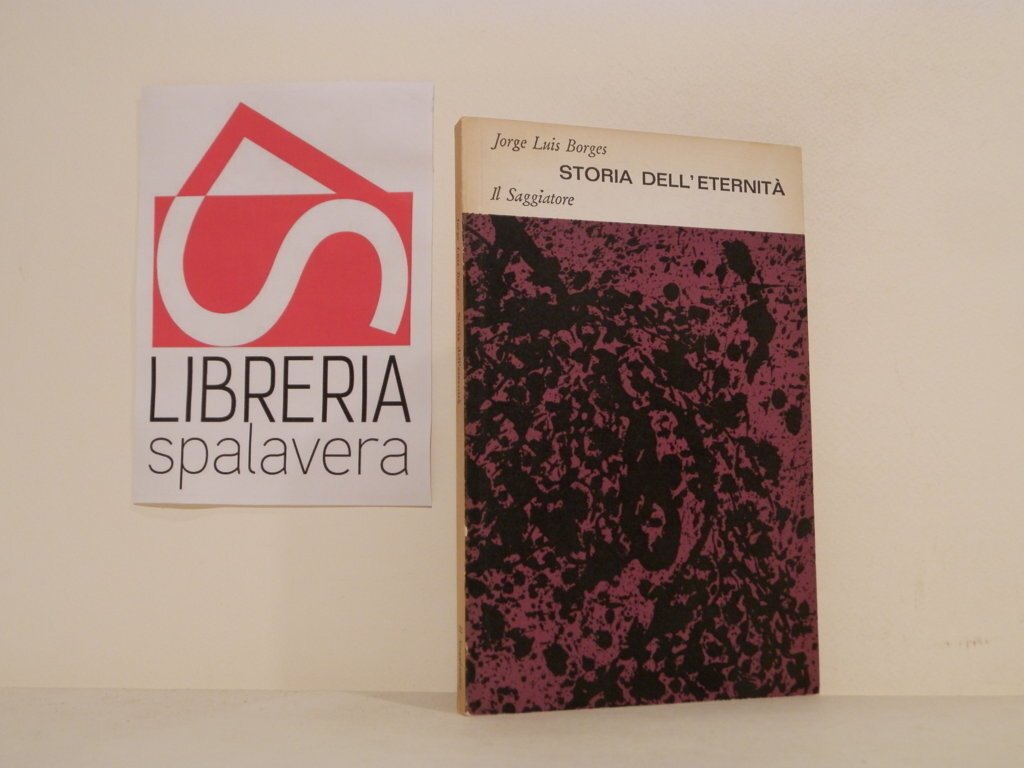 LIBRERIA
spalavera
Jorge Luis Borges
STORIA DELL'ETERNITÀ
Il Saggiatore